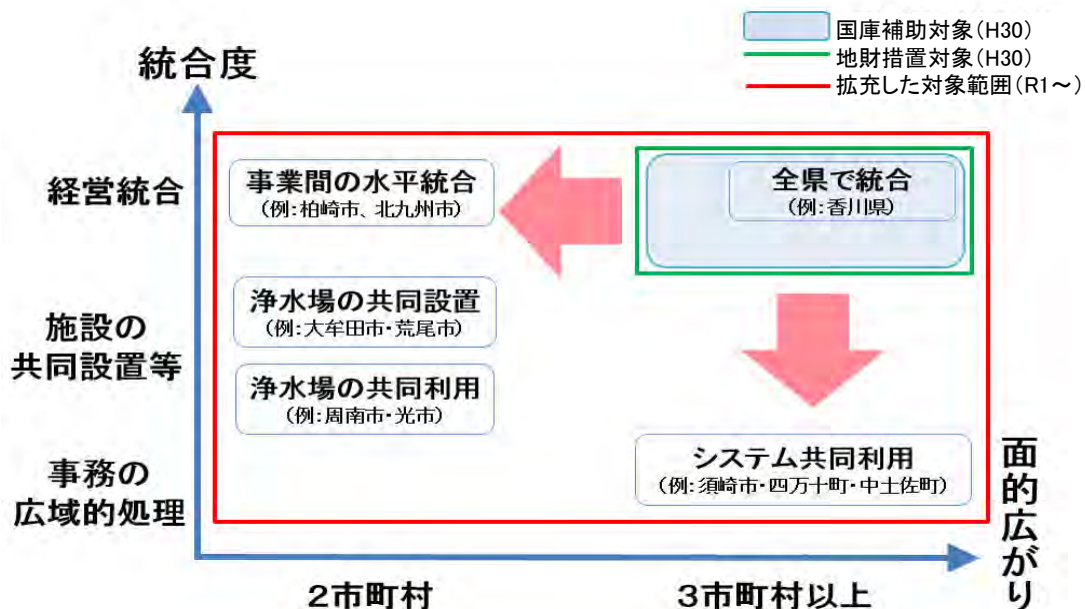 国庫補助対象(H30)
地財措置対象(H30)
拡充した対象範囲(R1～)
統合度
経営統合
事業間の水平統合
(例:柏崎市、北九州市)
全県で統合
(例:香川県)
施設の
共同設置等
浄水場の共同設置
(例:大牟田市・荒尾市)
浄水場の共同利用
(例:周南市・光市)
事務の
広域的処理
システム共同利用
(例:須崎市・四万十町・中土佐町)
面的広がり
2市町村
3市町村以上